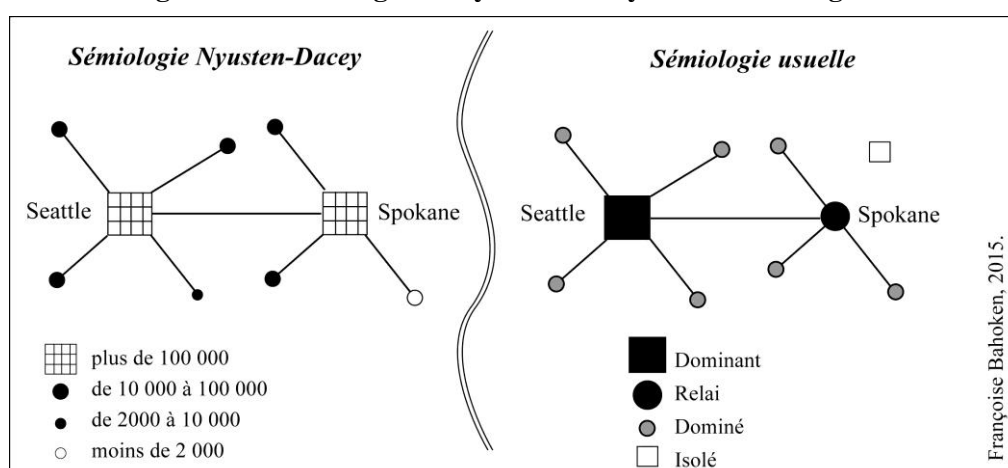 Sémiologie Nyusten-Dacey
Seattle
Spokane
plus de 100 000
de 10 000 à 100 000
de 2000 à 10 000
moins de 2 000
Sémiologie usuelle
Seattle
Spokane
Dominant
Relai
Dominé
Isolé
Françoise Bahoken, 2015.